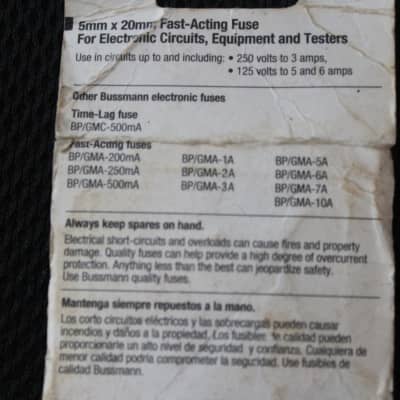 5mm x 20mm Fast-Acting Fuse
For Electronic Circuits, Equipment and Testers
Use in circuits up to and including: • 250 volts to 3 amps,
• 125 volts to 5 and 6 amps
Other Bussmann electronic fuses
Time-Lag fuse
BP/GMC-500mA
Fast-Acting fuses
BP/GMA-200mA BP/GMA-1A BP/GMA-5A
BP/GMA-250mA BP/GMA-2A BP/GMA-6A
BP/GMA-500mA BP/GMA-3A BP/GMA-7A
BP/GMA-10A
Always keep spares on hand.
Electrical short-circuits and overloads can cause fires and property
damage. Quality fuses can help provide a high degree of overcurrent
protection. Anything less than the best can jeopardize safety.
Use Bussmann quality fuses.
Mantenga siempre repuestos a la mano.
Los corto circuitos eléctricos y las sobrecargas pueden causar
incendios y daños a la propiedad. Los fusibles de calidad pueden
proporcionarle un alto nivel de seguridad y confianza. Cualquiera de
menor calidad podría comprometer la seguridad. Use fusibles de
calidad Bussmann.